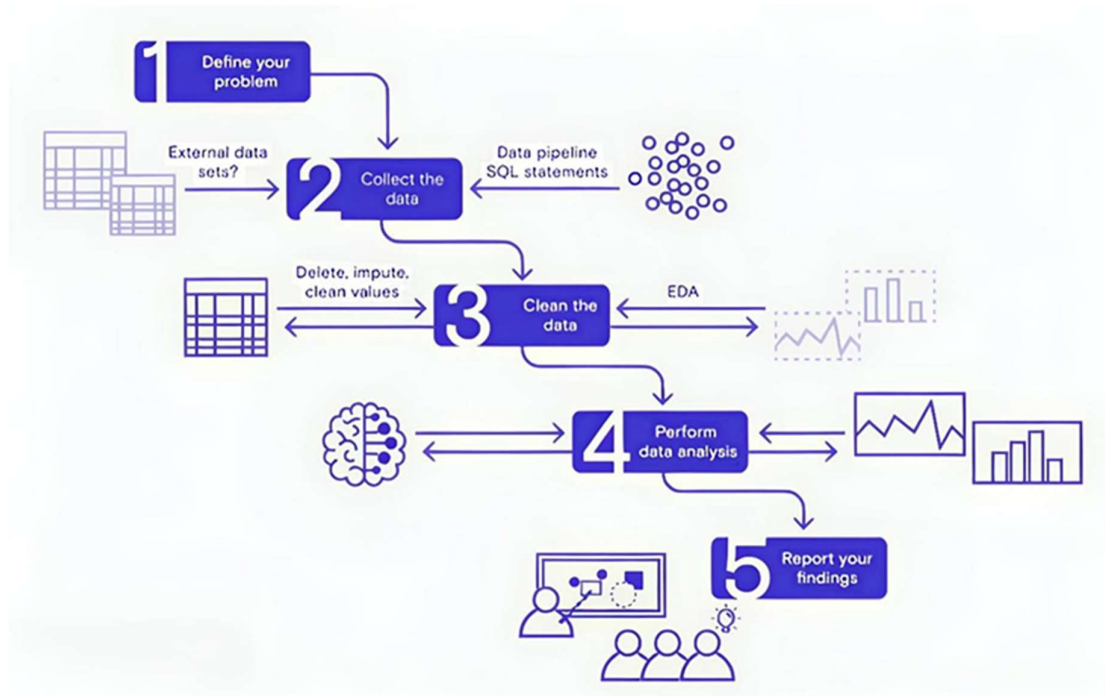 1
Define your
problem
External data
sets?
2
Collect the
data
Data pipeline
SQL statements
Delete, impute,
clean values
3
Clean the
data
EDA
4
Perform
data analysis
5
Report your
findings